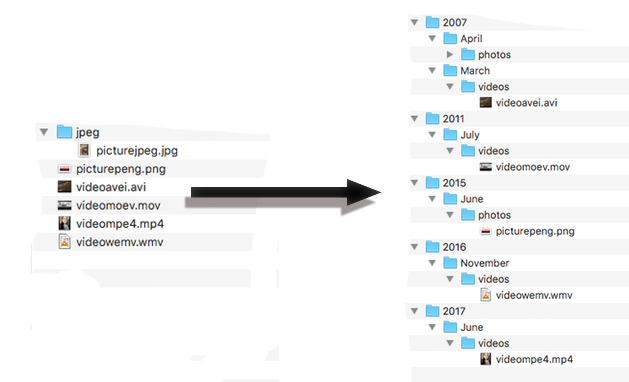 jpeg
picturejpeg.jpg
picturepeng.png
videoavei.avi
videomoev.mov
videompe4.mp4
videowemv.wmv
2007
April
photos
March
videos
videoavei.avi
2011
July
videos
videomoev.mov
2015
June
photos
picturepeng.png
2016
November
videos
videowemv.wmv
2017
June
videos
videompe4.mp4